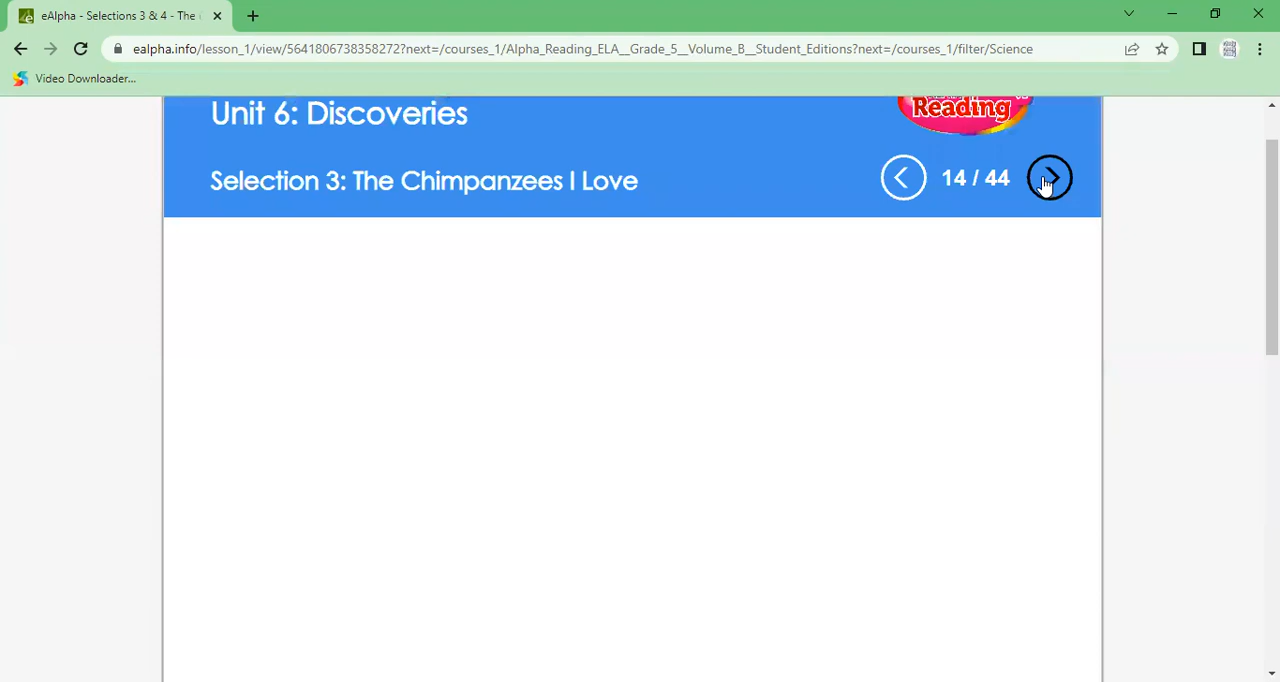 eAlpha - Selections 3 & 4 - The
ealpha.info/lesson_1/view/5641806738358272?next=/courses_1/Alpha_Reading_ELA__Grade_5__Volume_B__Student_Editions?next=/courses_1/filter/Science
Video Downloader...
Unit 6: Discoveries
Reading
Selection 3: The Chimpanzees I Love
14 / 44